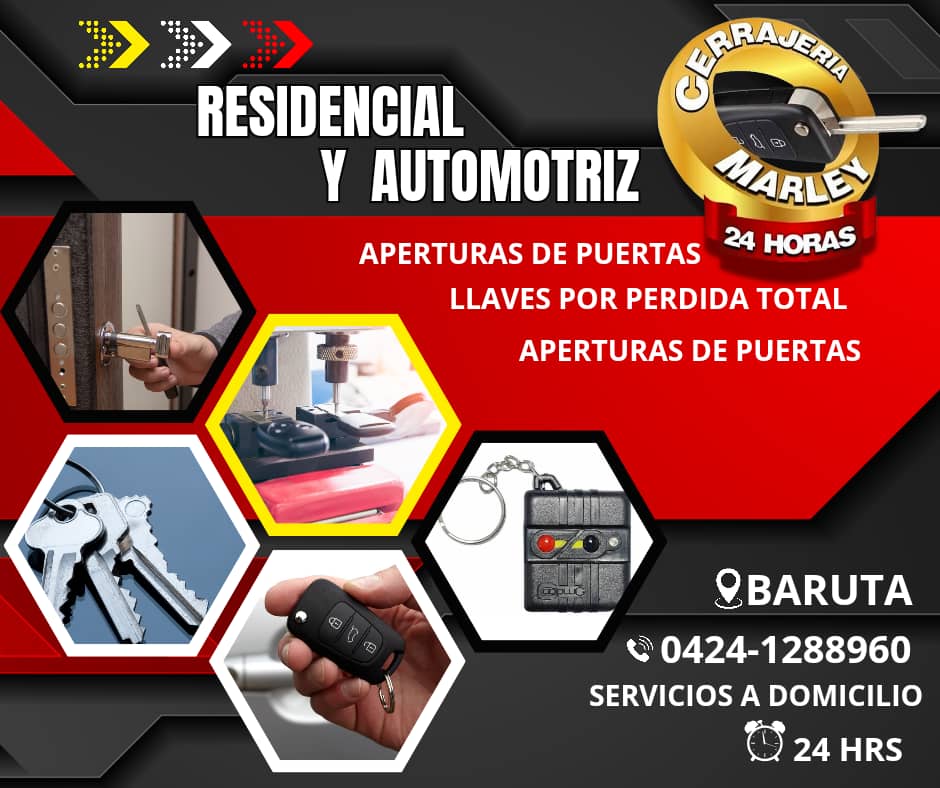 CERRAJERIA
MARLEY
24 HORAS
RESIDENCIAL
Y AUTOMOTRIZ
APERTURAS DE PUERTAS
LLAVES POR PERDIDA TOTAL
APERTURAS DE PUERTAS
BARUTA
0424-1288960
SERVICIOS A DOMICILIO
24 HRS